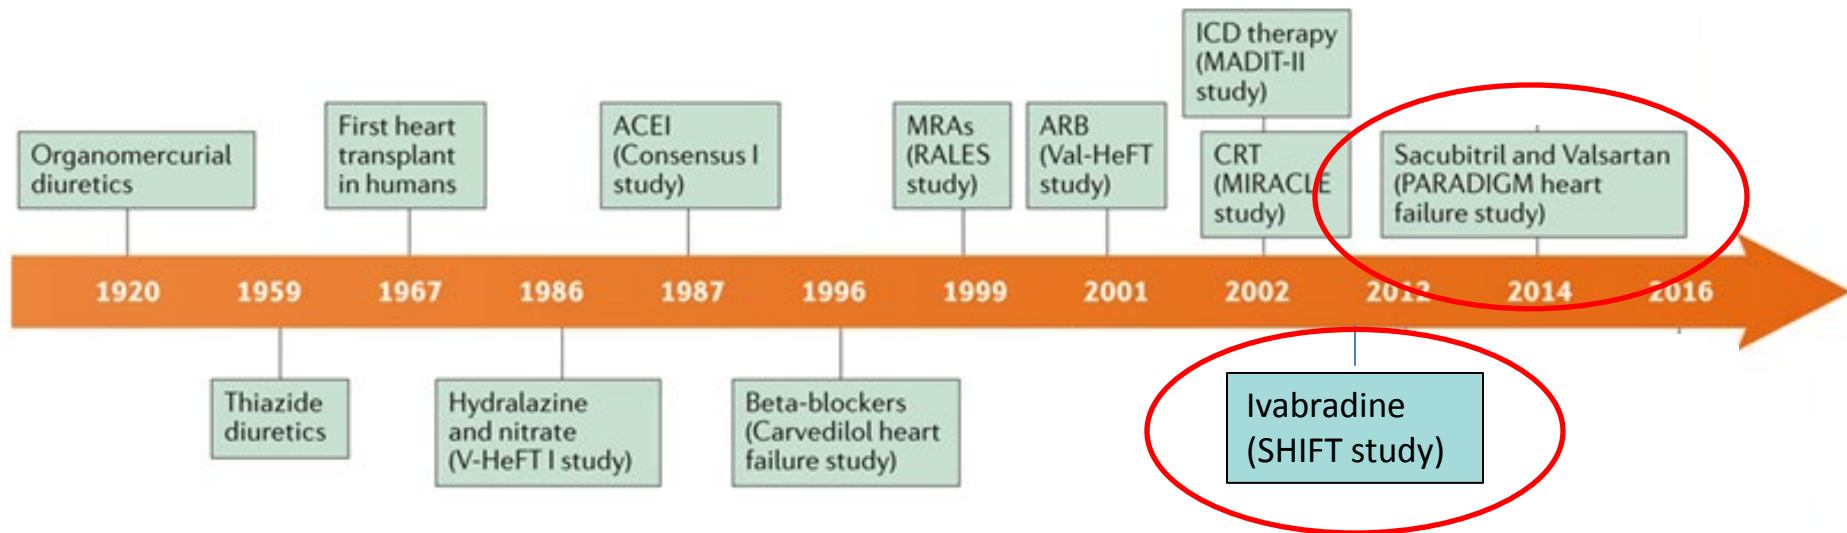 ICD therapy
(MADIT-II
study)
Organomercurial
diuretics
First heart
transplant
in humans
ACEI
(Consensus I
study)
MRAs
(RALES
study)
ARB
(Val-HeFT
study)
CRT
(MIRACLE
study)
Sacubitril and Valsartan
(PARADIGM heart
failure study)
1920 1959 1967 1986 1987 1996 1999 2001 2002 2012 2014 2016
Thiazide
diuretics
Hydralazine
and nitrate
(V-HeFT I study)
Beta-blockers
(Carvedilol heart
failure study)
Ivabradine
(SHIFT study)